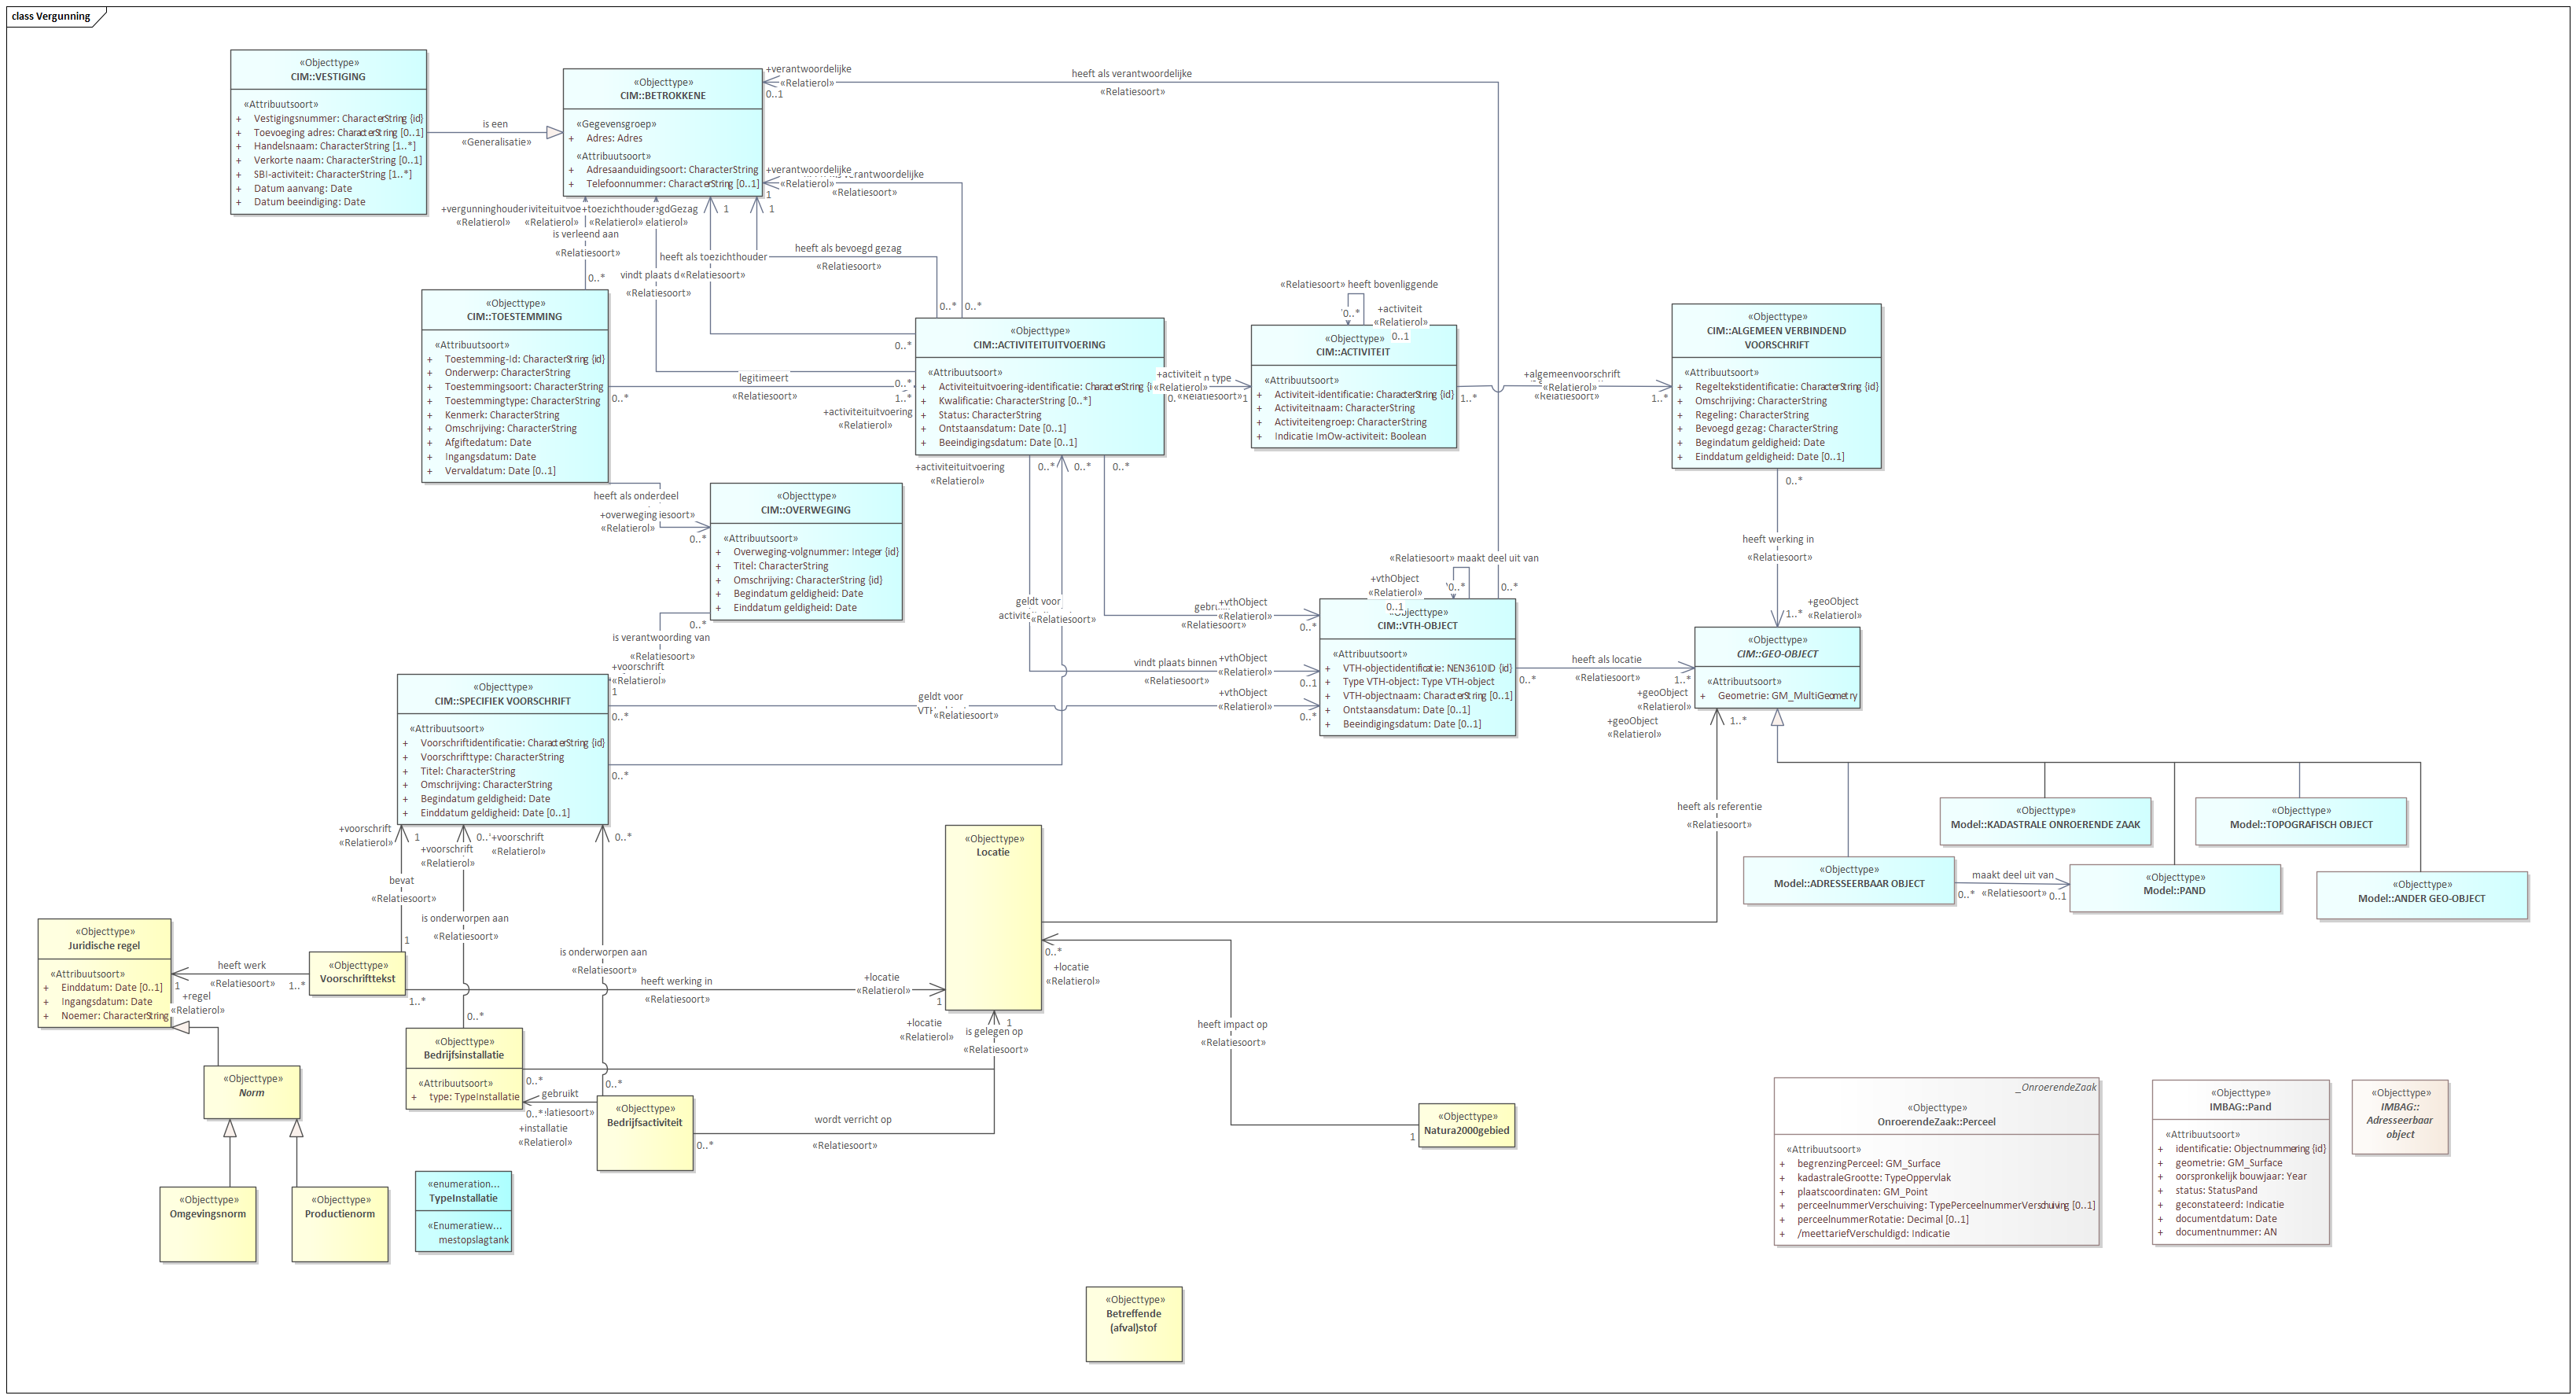 class Vergunning
«Objecttype»
CIM::VESTIGING
«Attribuutsoort»
+ Vestigingsnummer: CharacterString {id}
+ Toevoeging adres: CharacterString [0..1]
+ Handelsnaam: CharacterString [1..*]
+ Verkorte naam: CharacterString [0..1]
+ SBI-activiteit: CharacterString [1..*]
+ Datum aanvang: Date
+ Datum beeindiging: Date
is een
«Generalisatie»
«Objecttype»
CIM::BETROKKENE
«Gegevensgroep»
+ Adres: Adres
«Attribuutsoort»
+ Adresaanduidingsoort: CharacterString
+ Telefoonnummer: CharacterString [0..1]
+verantwoordelijke
«Relatierol»
0..1
heeft als verantwoordelijke
«Relatiesoort»
+verantwoordelijke
«Relatierol»
1
«Relatiesoort»
+vergunninghouder
«Relatierol»
«Relatierol»
+toezichthouder
«Relatierol»
1
1
is verleend aan
«Relatiesoort»
0..*
heeft als bevoegd gezag
«Relatiesoort»
heeft als toezichthouder
«Relatiesoort»
vindt plaats
«Relatiesoort»
0..*
0..*
0..*
0..*
«Objecttype»
CIM::TOESTEMMING
«Attribuutsoort»
+ Toestemming-Id: CharacterString {id}
+ Onderwerp: CharacterString
+ Toestemmingsoort: CharacterString
+ Toestemmingtype: CharacterString
+ Kenmerk: CharacterString
+ Omschrijving: CharacterString
+ Afgiftedatum: Date
+ Ingangsdatum: Date
+ Vervaldatum: Date [0..1]
legitimeert
«Relatiesoort»
0..*
1..*
+activiteituitvoering
«Relatierol»
«Objecttype»
CIM::ACTIVITEITUITVOERING
«Attribuutsoort»
+ Activiteituitvoering-identificatie: CharacterString
+ Kwalificatie: CharacterString [0..*]
+ Status: CharacterString
+ Ontstaansdatum: Date [0..1]
+ Beeindigingsdatum: Date [0..1]
+activiteit
«Relatierol»
type
1
«Relatiesoort» heeft bovenliggende
0..*
+activiteit
«Relatierol»
0..1
«Objecttype»
CIM::ACTIVITEIT
«Attribuutsoort»
+ Activiteit-identificatie: CharacterString {id}
+ Activiteitnaam: CharacterString
+ Activiteitengroep: CharacterString
+ Indicatie ImOw-activiteit: Boolean
+algemeenvoorschrift
«Relatierol»
«Relatiesoort»
1..*
1..*
«Objecttype»
CIM::ALGEMEEN VERBINDEND
VOORSCHRIFT
«Attribuutsoort»
+ Regeltekstidentificatie: CharacterString {id}
+ Omschrijving: CharacterString
+ Regeling: CharacterString
+ Bevoegd gezag: CharacterString
+ Begindatum geldigheid: Date
+ Einddatum geldigheid: Date [0..1]
0..*
heeft werking in
«Relatiesoort»
1..*
+geoObject
«Relatierol»
heeft als onderdeel
+overweging
«Relatierol»
0..*
«Objecttype»
CIM::OVERWEGING
«Attribuutsoort»
+ Overweging-volgnummer: Integer {id}
+ Titel: CharacterString
+ Omschrijving: CharacterString {id}
+ Begindatum geldigheid: Date
+ Einddatum geldigheid: Date
0..*
is verantwoording van
«Relatiesoort»
+voorschrift
«Relatierol»
1
+activiteituitvoering
«Relatierol»
0..*
0..*
0..*
geldt voor
«Relatiesoort»
+vthObject
«Relatierol»
«Relatiesoort»
0..*
vindt plaats binnen
«Relatiesoort»
+vthObject
«Relatierol»
0..1
geldt voor
«Relatiesoort»
+vthObject
«Relatierol»
0..*
0..*
0..*
«Relatiesoort» maakt deel uit van
+vthObject
«Relatierol»
0..1
0..*
0..*
«Objecttype»
CIM::VTH-OBJECT
«Attribuutsoort»
+ VTH-objectidentificatie: NEN3610ID {id}
+ Type VTH-object: Type VTH-object
+ VTH-objectnaam: CharacterString [0..1]
+ Ontstaansdatum: Date [0..1]
+ Beeindigingsdatum: Date [0..1]
heeft als locatie
«Relatiesoort»
0..*
1..*
+geoObject
«Relatierol»
+geoObject
«Relatierol»
1..*
«Objecttype»
CIM::GEO-OBJECT
«Attribuutsoort»
+ Geometrie: GM_MultiGeometry
«Objecttype»
CIM::SPECIFIEK VOORSCHRIFT
«Attribuutsoort»
+ Voorschriftidentificatie: CharacterString {id}
+ Voorschrifttype: CharacterString
+ Titel: CharacterString
+ Omschrijving: CharacterString
+ Begindatum geldigheid: Date
+ Einddatum geldigheid: Date [0..1]
+voorschrift
«Relatierol»
1
+voorschrift
«Relatierol»
+voorschrift
«Relatierol»
0..*
bevat
«Relatiesoort»
1
is onderworpen aan
«Relatiesoort»
0..*
is onderworpen aan
«Relatiesoort»
0..*
«Objecttype»
Locatie
heeft als referentie
«Relatiesoort»
«Objecttype»
Model::KADASTRALE ONROERENDE ZAAK
«Objecttype»
Model::TOPOGRAFISCH OBJECT
«Objecttype»
Model::ADRESSEERBAAR OBJECT
maakt deel uit van
«Relatiesoort»
0..*
0..1
«Objecttype»
Model::PAND
«Objecttype»
Model::ANDER GEO-OBJECT
«Objecttype»
Juridische regel
«Attribuutsoort»
+ Einddatum: Date [0..1]
+ Ingangsdatum: Date
+ Noemer: CharacterString
heeft werk
«Relatiesoort»
1
1..*
+regel
«Relatierol»
«Objecttype»
Voorschrifttekst
1..*
heeft werking in
«Relatiesoort»
+locatie
«Relatierol»
1
0..*
+locatie
«Relatierol»
+locatie
«Relatierol»
1
is gelegen op
«Relatiesoort»
heeft impact op
«Relatiesoort»
«Objecttype»
Bedrijfsinstallatie
«Attribuutsoort»
+ type: TypeInstallatie
0..*
gebruikt
0..*
+installatie
«Relatierol»
«Objecttype»
Bedrijfsactiviteit
0..*
wordt verricht op
«Relatiesoort»
1
«Objecttype»
Natura2000gebied
«Objecttype»
Norm
«Objecttype»
Omgevingsnorm
«Objecttype»
Productienorm
«enumeration...
TypeInstallatie
«Enumeratiew...
mestopslagtank
«Objecttype»
Betreffende
(afval)stof
_OnroerendeZaak
«Objecttype»
OnroerendeZaak::Perceel
«Attribuutsoort»
+ begrenzingPerceel: GM_Surface
+ kadastraleGrootte: TypeOppervlak
+ plaatscoordinaten: GM_Point
+ perceelnummerVerschuiving: TypePerceelnummerVerschuiving [0..1]
+ perceelnummerRotatie: Decimal [0..1]
+ /meettariefVerschuldigd: Indicatie
«Objecttype»
IMBAG::Pand
«Attribuutsoort»
+ identificatie: Objectnummering {id}
+ geometrie: GM_Surface
+ oorspronkelijk bouwjaar: Year
+ status: StatusPand
+ geconstateerd: Indicatie
+ documentdatum: Date
+ documentnummer: AN
«Objecttype»
IMBAG::
Adresseerbaar
object